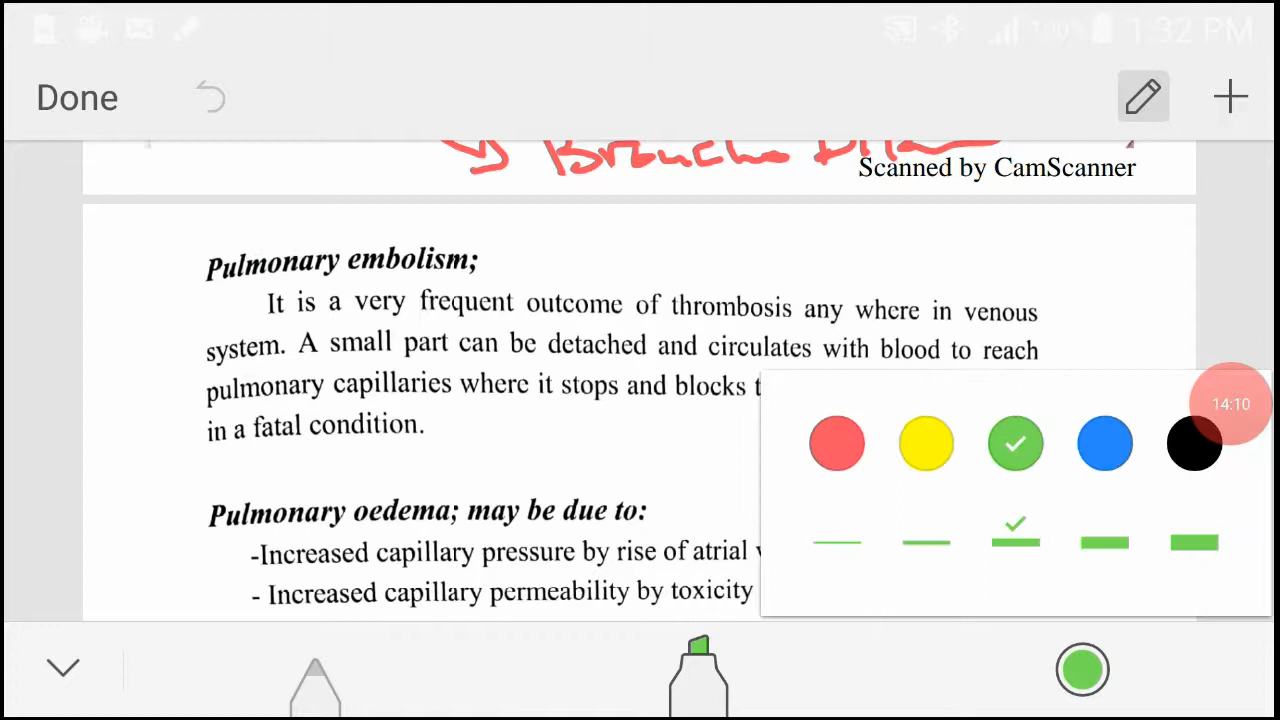 1:32 PM
Done
Scanned by CamScanner
Pulmonary embolism;
It is a very frequent outcome of thrombosis any where in venous
system. A small part can be detached and circulates with blood to reach
pulmonary capillaries where it stops and blocks
in a fatal condition.
14:10
Pulmonary oedema; may be due to:
-Increased capillary pressure by rise of atrial
- Increased capillary permeability by toxicity